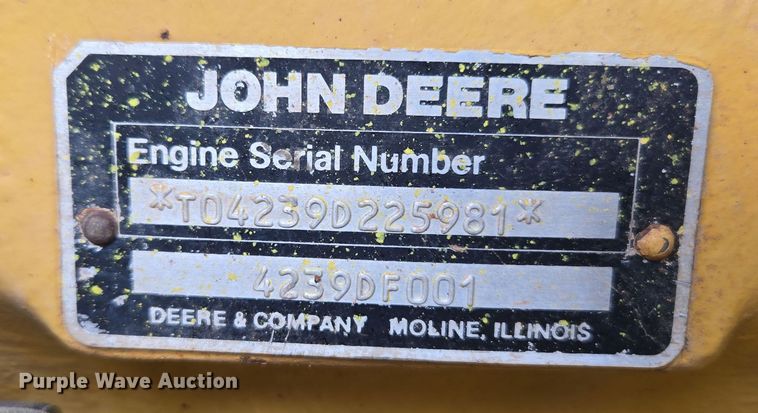 JOHN DEERE
Engine Serial Number
*T04239D225981*
4239DF001
DEERE & COMPANY MOLINE, ILLINOIS
Purple Wave Auction